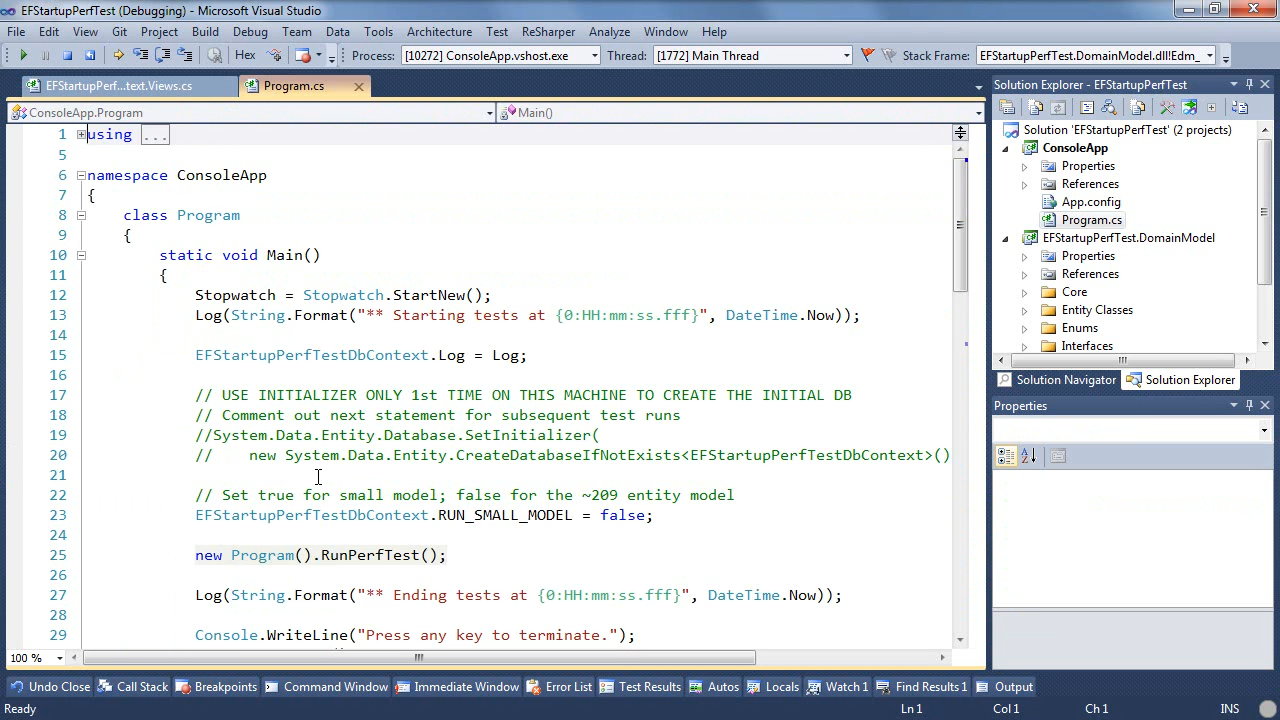 EFStartupPerfTest (Debugging) - Microsoft Visual Studio
File Edit View Git Project Build Debug Team Data Tools Architecture Test ReSharper Analyze Window Help
Hex Process: [10272] ConsoleApp.vshost.exe Thread: [1772] Main Thread Stack Frame: EFStartupPerfTest.DomainModel.dll!Edm_
EFStartupPerf...text.Views.cs Program.cs
ConsoleApp.Program Main()
1 using ...
5
6 namespace ConsoleApp
7 {
8 class Program
9 {
10 static void Main()
11 {
12 Stopwatch = Stopwatch.StartNew();
13 Log(String.Format("** Starting tests at {0:HH:mm:ss.fff}", DateTime.Now));
14
15 EFStartupPerfTestDbContext.Log = Log;
16
17 // USE INITIALIZER ONLY 1st TIME ON THIS MACHINE TO CREATE THE INITIAL DB
18 // Comment out next statement for subsequent test runs
19 //System.Data.Entity.Database.SetInitializer(
20 // new System.Data.Entity.CreateDatabaseIfNotExists<EFStartupPerfTestDbContext>()
21
22 // Set true for small model; false for the ~209 entity model
23 EFStartupPerfTestDbContext.RUN_SMALL_MODEL = false;
24
25 new Program().RunPerfTest();
26
27 Log(String.Format("** Ending tests at {0:HH:mm:ss.fff}", DateTime.Now));
28
29 Console.WriteLine("Press any key to terminate.");
100 %
Solution Explorer - EFStartupPerfTest
Solution 'EFStartupPerfTest' (2 projects)
ConsoleApp
Properties
References
App.config
Program.cs
EFStartupPerfTest.DomainModel
Properties
References
Core
Entity Classes
Enums
Interfaces
Solution Navigator Solution Explorer
Properties
Undo Close Call Stack Breakpoints Command Window Immediate Window Error List Test Results Autos Locals Watch 1 Find Results 1 Output
Ready Ln 1 Col 1 Ch 1 INS